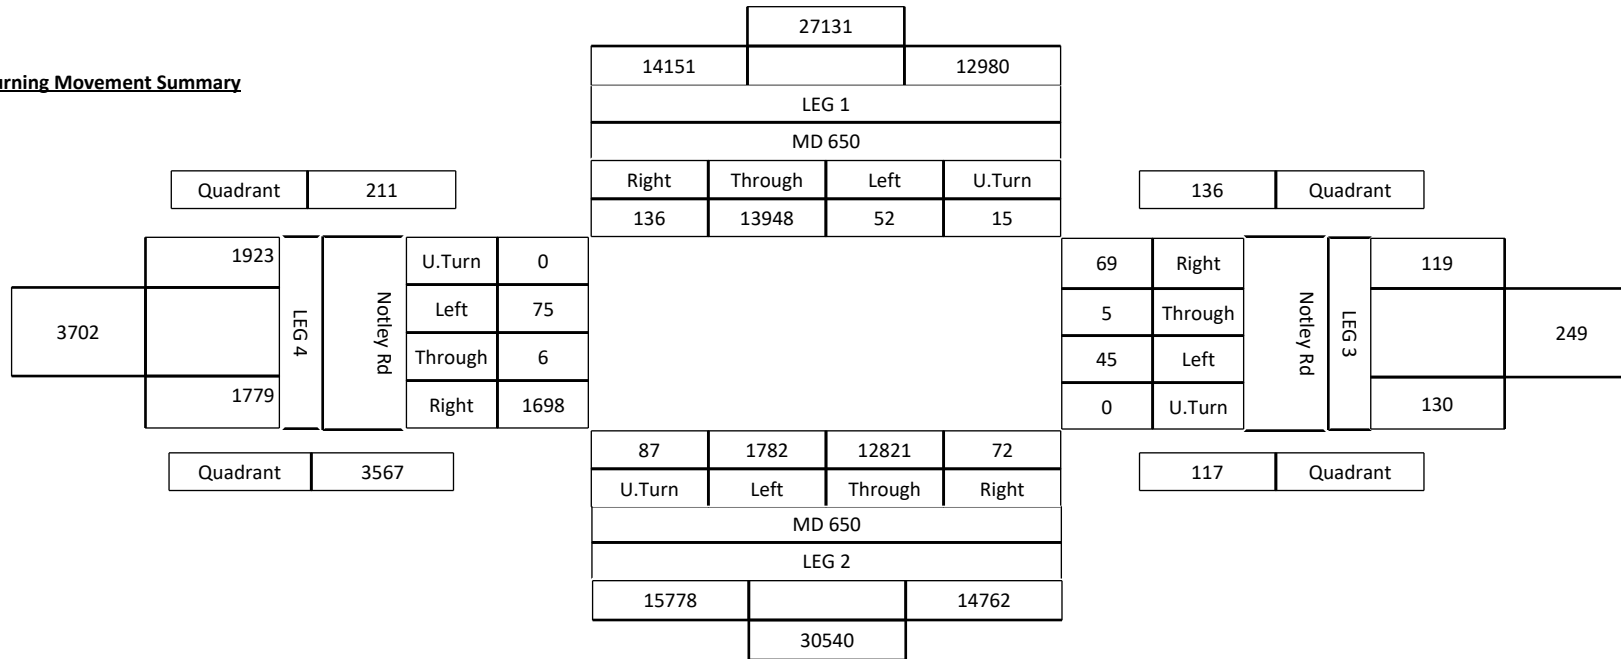 27131
14151 12980
urning Movement Summary
LEG 1
MD 650
Right Through Left U.Turn
136 13948 52 15
Quadrant 211
136 Quadrant
1923
3702
1779
LEG 4
Notley Rd
U.Turn 0
Left 75
Through 6
Right 1698
69 Right
5 Through
45 Left
0 U.Turn
Notley Rd
LEG 3
119
249
130
Quadrant 3567
117 Quadrant
87 1782 12821 72
U.Turn Left Through Right
MD 650
LEG 2
15778 14762
30540